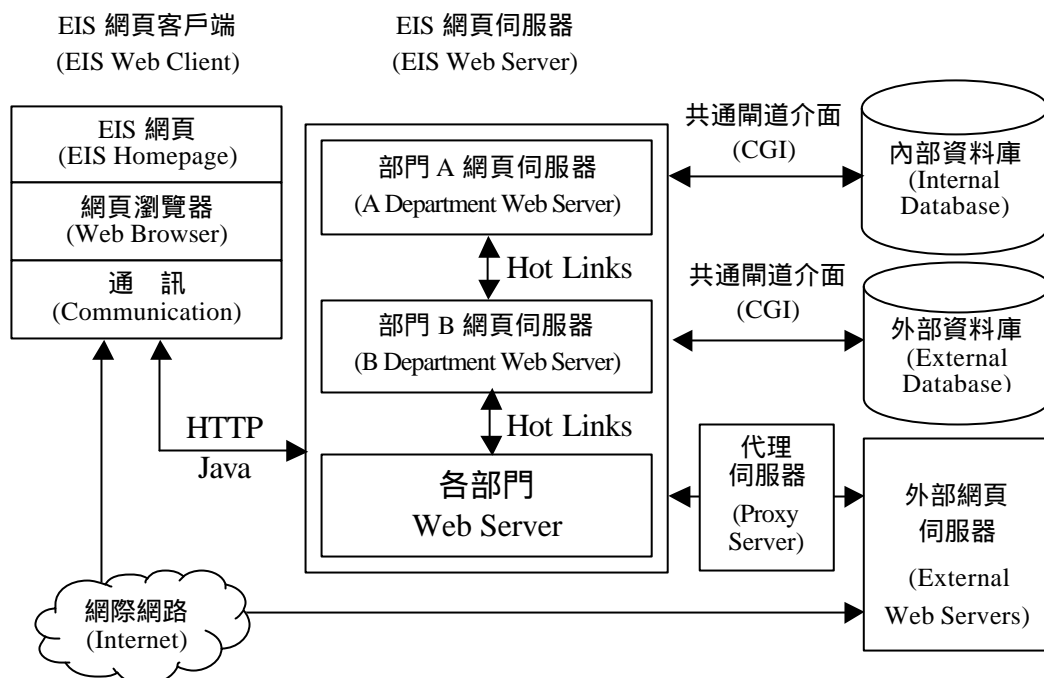 EIS 網頁客戶端
(EIS Web Client)
EIS 網頁伺服器
(EIS Web Server)
EIS 網頁
(EIS Homepage)
網頁瀏覽器
(Web Browser)
通 訊
(Communication)
部門 A 網頁伺服器
(A Department Web Server)
Hot Links
部門 B 網頁伺服器
(B Department Web Server)
Hot Links
各部門
Web Server
HTTP
Java
共通閘道介面
(CGI)
內部資料庫
(Internal
Database)
共通閘道介面
(CGI)
外部資料庫
(External
Database)
代理
伺服器
(Proxy
Server)
外部網頁
伺服器
(External
Web Servers)
網際網路
(Internet)